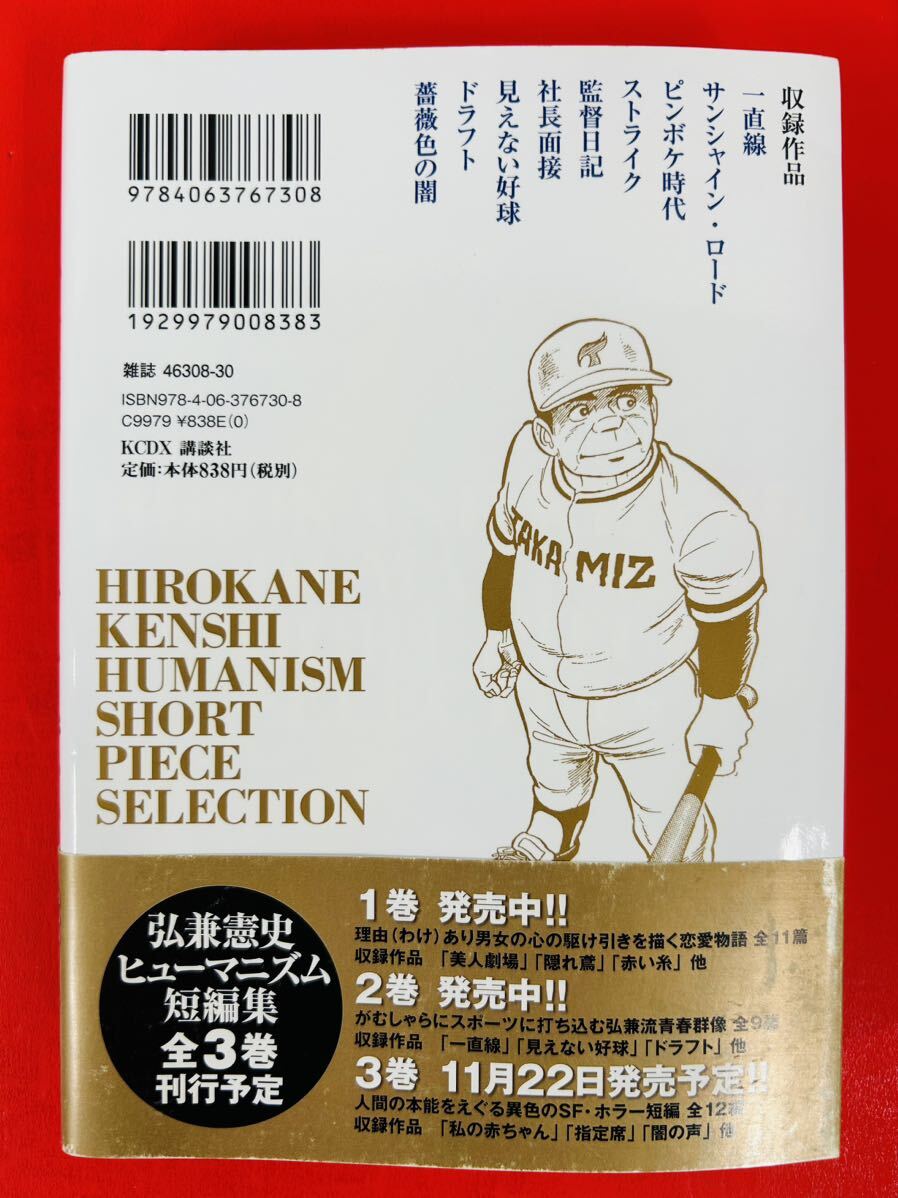 収録作品
一直線
サンシャイン・ロード
ピンボケ時代
ストライク
監督日記
社長面接
見えない好球
ドラフト
薔薇色の闇
9784063767308
1929979008383
雑誌 46308-30
ISBN978-4-06-376730-8
C9979 ¥838E(0)
KCDX 講談社
定価:本体838円(税別)
T
TAKA MIZ
HIROKANE
KENSHI
HUMANISM
SHORT
PIECE
SELECTION
弘兼憲史
ヒューマニズム
短編集
全3巻
刊行予定
1巻 発売中!!
理由(わけ)あり男女の心の駆け引きを描く恋愛物語 全11篇
収録作品 「美人劇場」「隠れ鳶」「赤い糸」他
2巻 発売中!!
がむしゃらにスポーツに打ち込む弘兼流青春群像 全9篇
収録作品 「一直線」「見えない好球」「ドラフト」他
3巻 11月22日発売予定!!
人間の本能をえぐる異色のSF・ホラー短編 全12篇
収録作品 「私の赤ちゃん」「指定席」「闇の声」他